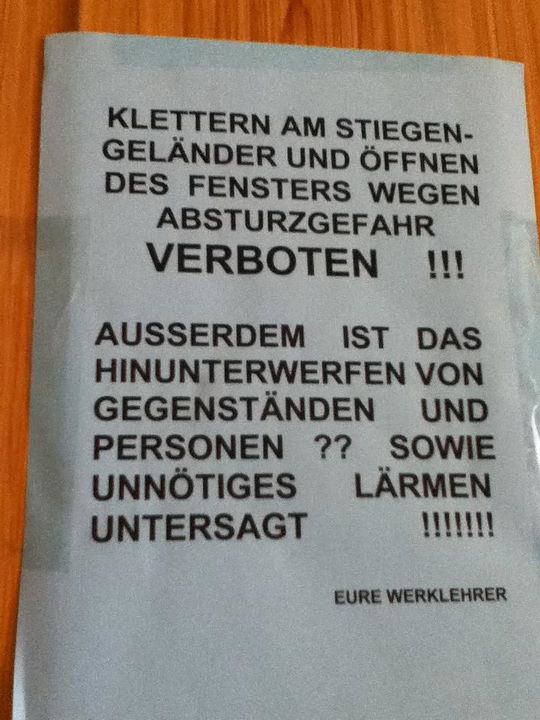 KLETTERN AM STIEGEN-
GELÄNDER UND ÖFFNEN
DES FENSTERS WEGEN
ABSTURZGEFAHR
VERBOTEN !!!
AUSSERDEM IST DAS
HINUNTERWERFEN VON
GEGENSTÄNDEN UND
PERSONEN ?? SOWIE
UNNÖTIGES LÄRMEN
UNTERSAGT !!!!!!!
EURE WERKLEHRER